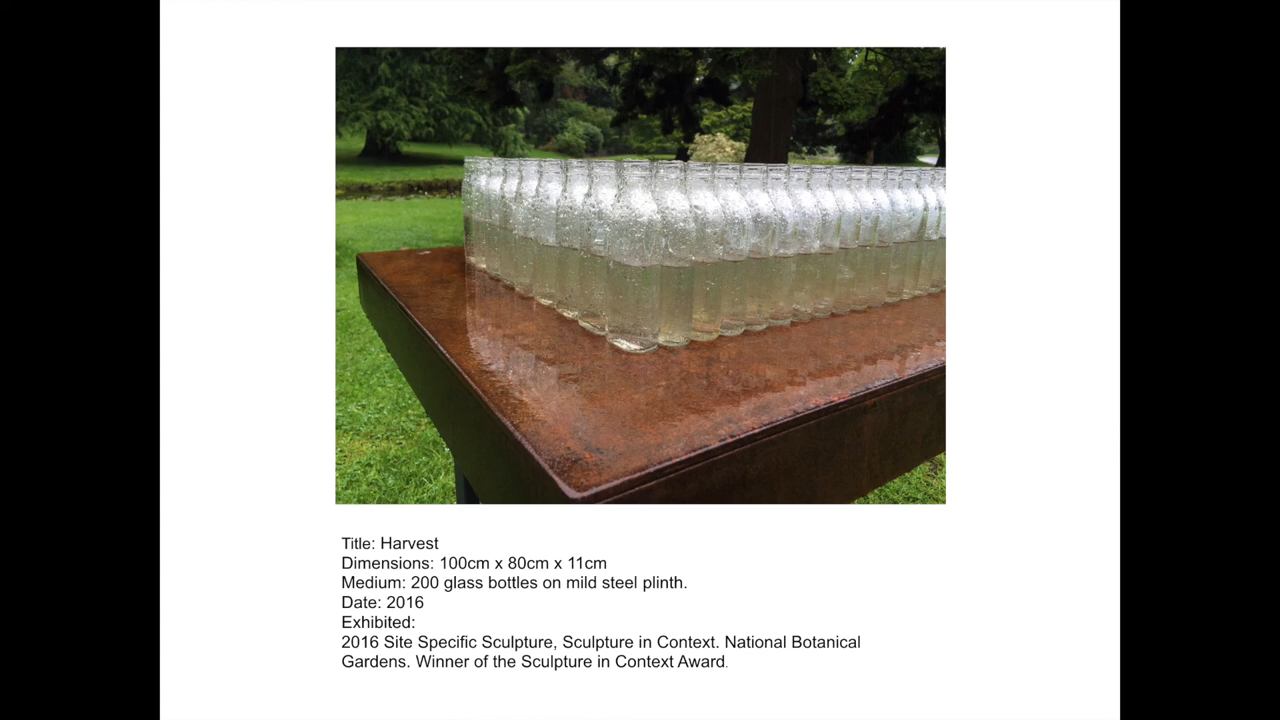 Title: Harvest
Dimensions: 100cm x 80cm x 11cm
Medium: 200 glass bottles on mild steel plinth.
Date: 2016
Exhibited:
2016 Site Specific Sculpture, Sculpture in Context. National Botanical
Gardens. Winner of the Sculpture in Context Award.